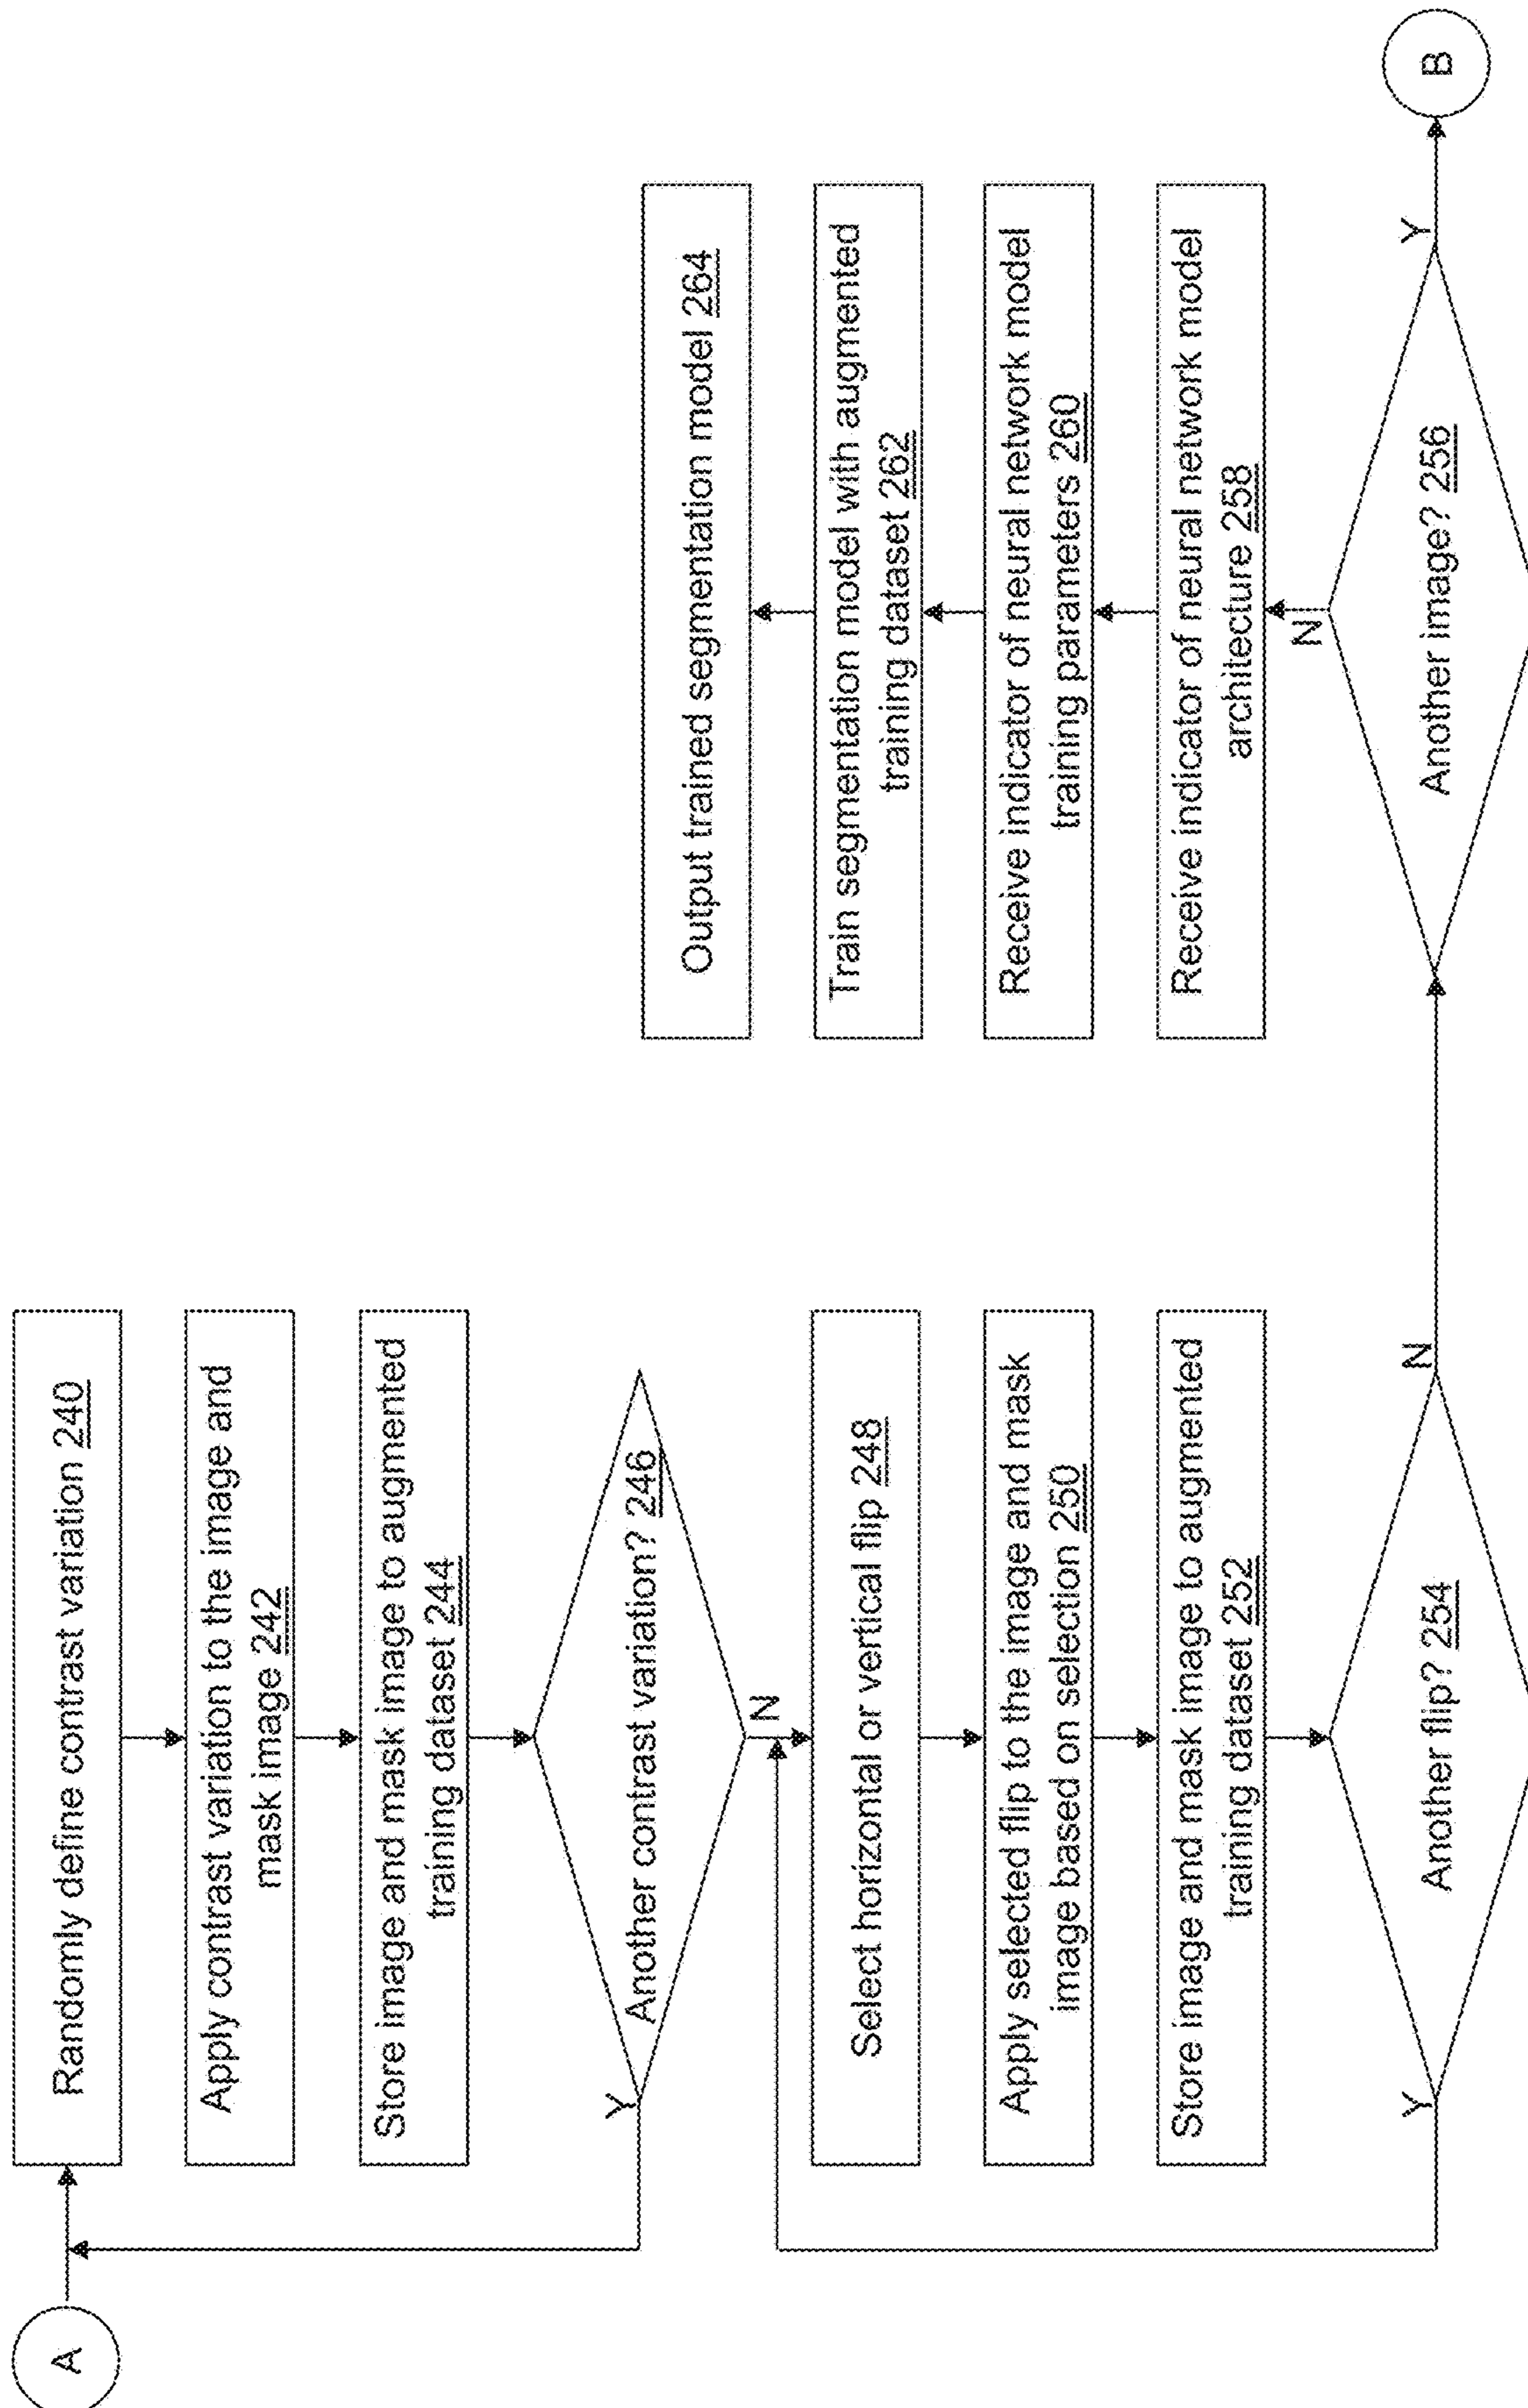 A
Randomly define contrast variation 240
Apply contrast variation to the image and
mask image 242
Store image and mask image to augmented
training dataset 244
Another contrast variation? 246
Y
N
Select horizontal or vertical flip 248
Apply selected flip to the image and mask
image based on selection 250
Store image and mask image to augmented
training dataset 252
Another flip? 254
Y
N
Another image? 256
Y
B
N
Receive indicator of neural network model
architecture 258
Receive indicator of neural network model
training parameters 260
Train segmentation model with augmented
training dataset 262
Output trained segmentation model 264